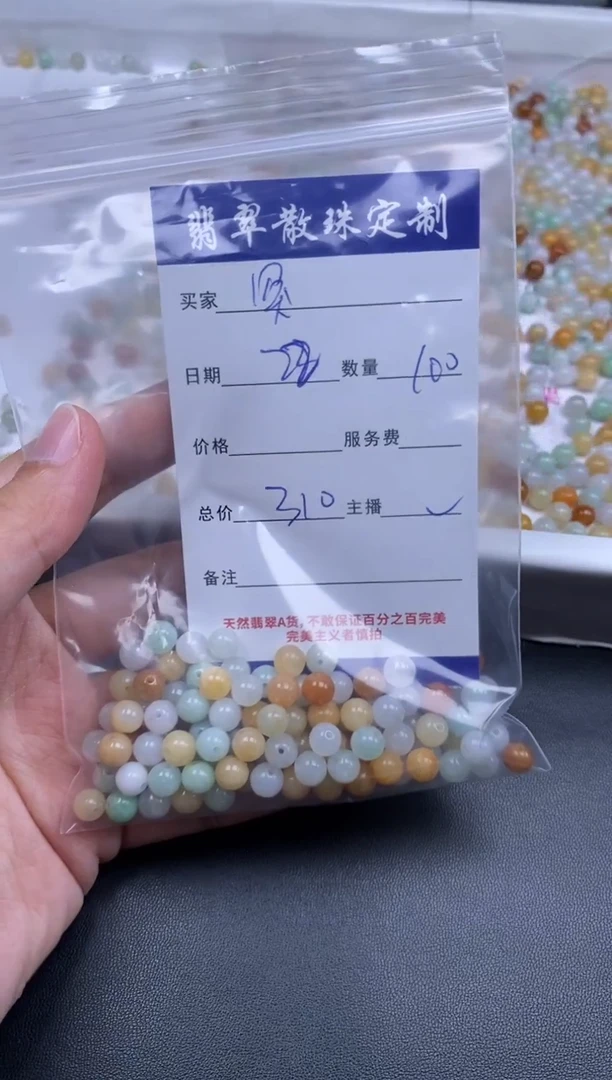 翡翠散珠定制
买家 贤
日期 数量 100
价格 服务费
总价 310 主播 ✓
备注
天然翡翠A货,不敢保证百分之百完美
完美主义者慎拍